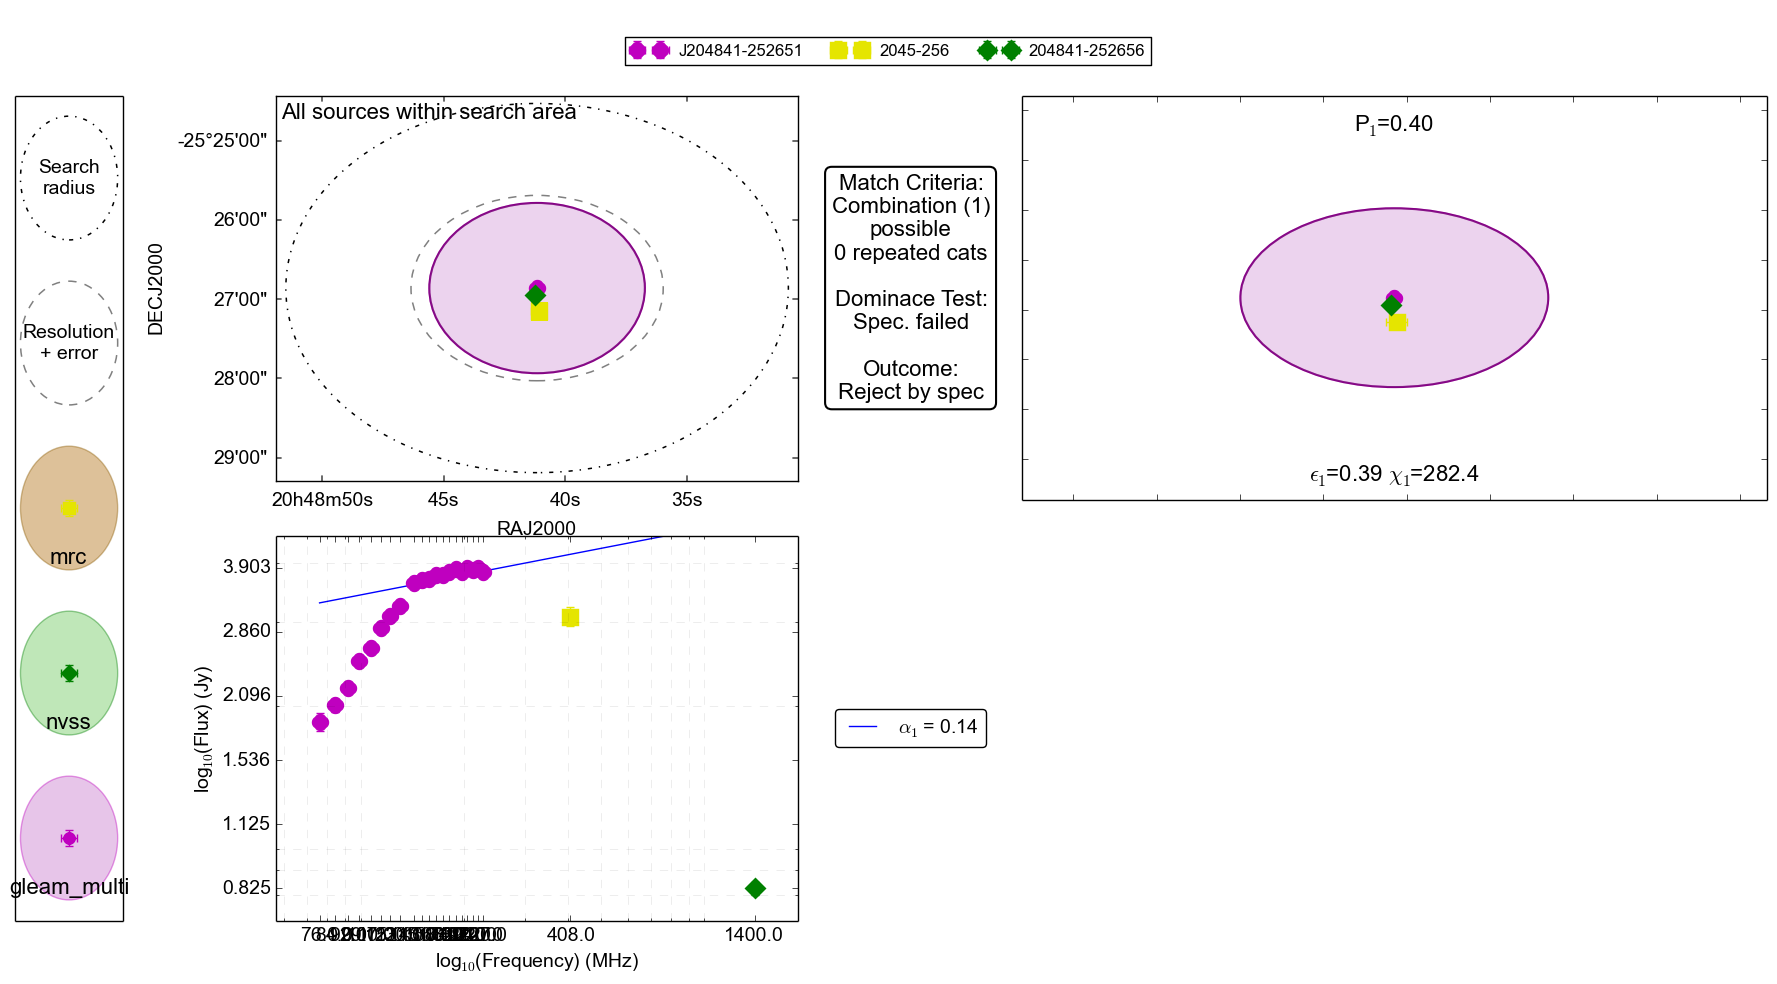 J204841-252651 2045-256 204841-252656
Search
radius
Resolution
+ error
mrc
nvss
gleam_multi
All sources within search area
-25°25'00"
26'00"
27'00"
28'00"
29'00"
DECJ2000
20h48m50s 45s 40s 35s
RAJ2000
Match Criteria:
Combination (1)
possible
0 repeated cats
Dominace Test:
Spec. failed
Outcome:
Reject by spec
P1=0.40
ϵ1=0.39 χ1=282.4
3.903
2.860
2.096
1.536
1.125
0.825
log10(Flux) (Jy)
408.0 1400.0
log10(Frequency) (MHz)
α1 = 0.14